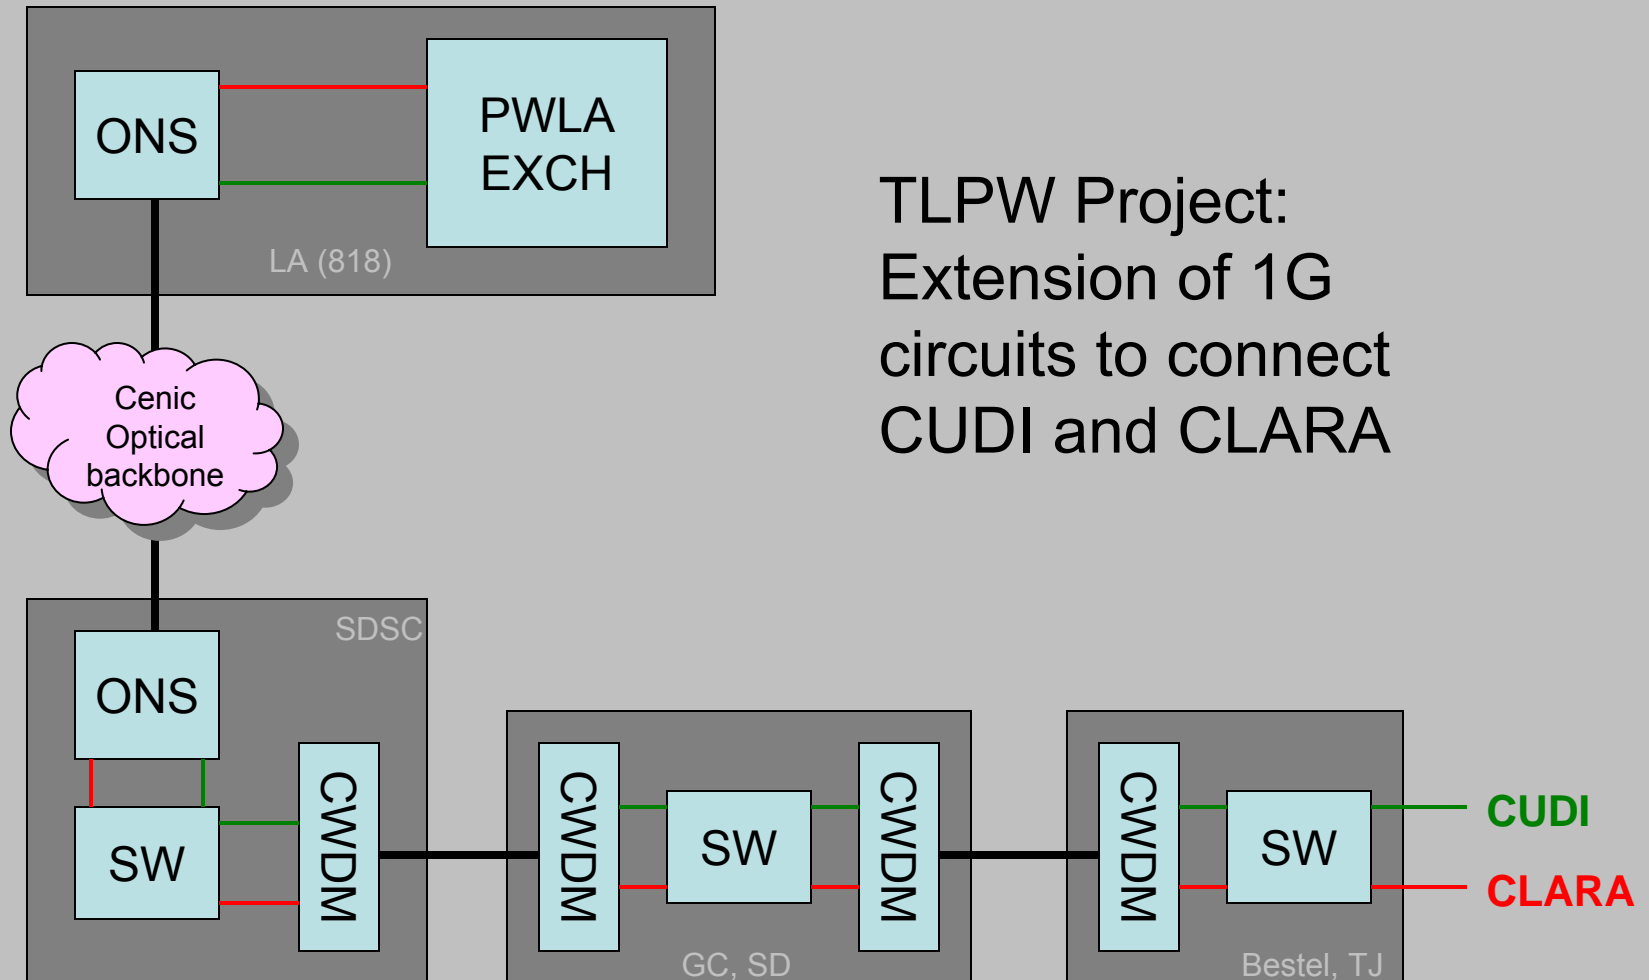 ONS
PWLA
EXCH
LA (818)
TLPW Project:
Extension of 1G
circuits to connect
CUDI and CLARA
Cenic
Optical
backbone
SDSC
ONS
SW
CWDM
CWDM
SW
CWDM
GC, SD
CWDM
SW
Bestel, TJ
CUDI
CLARA